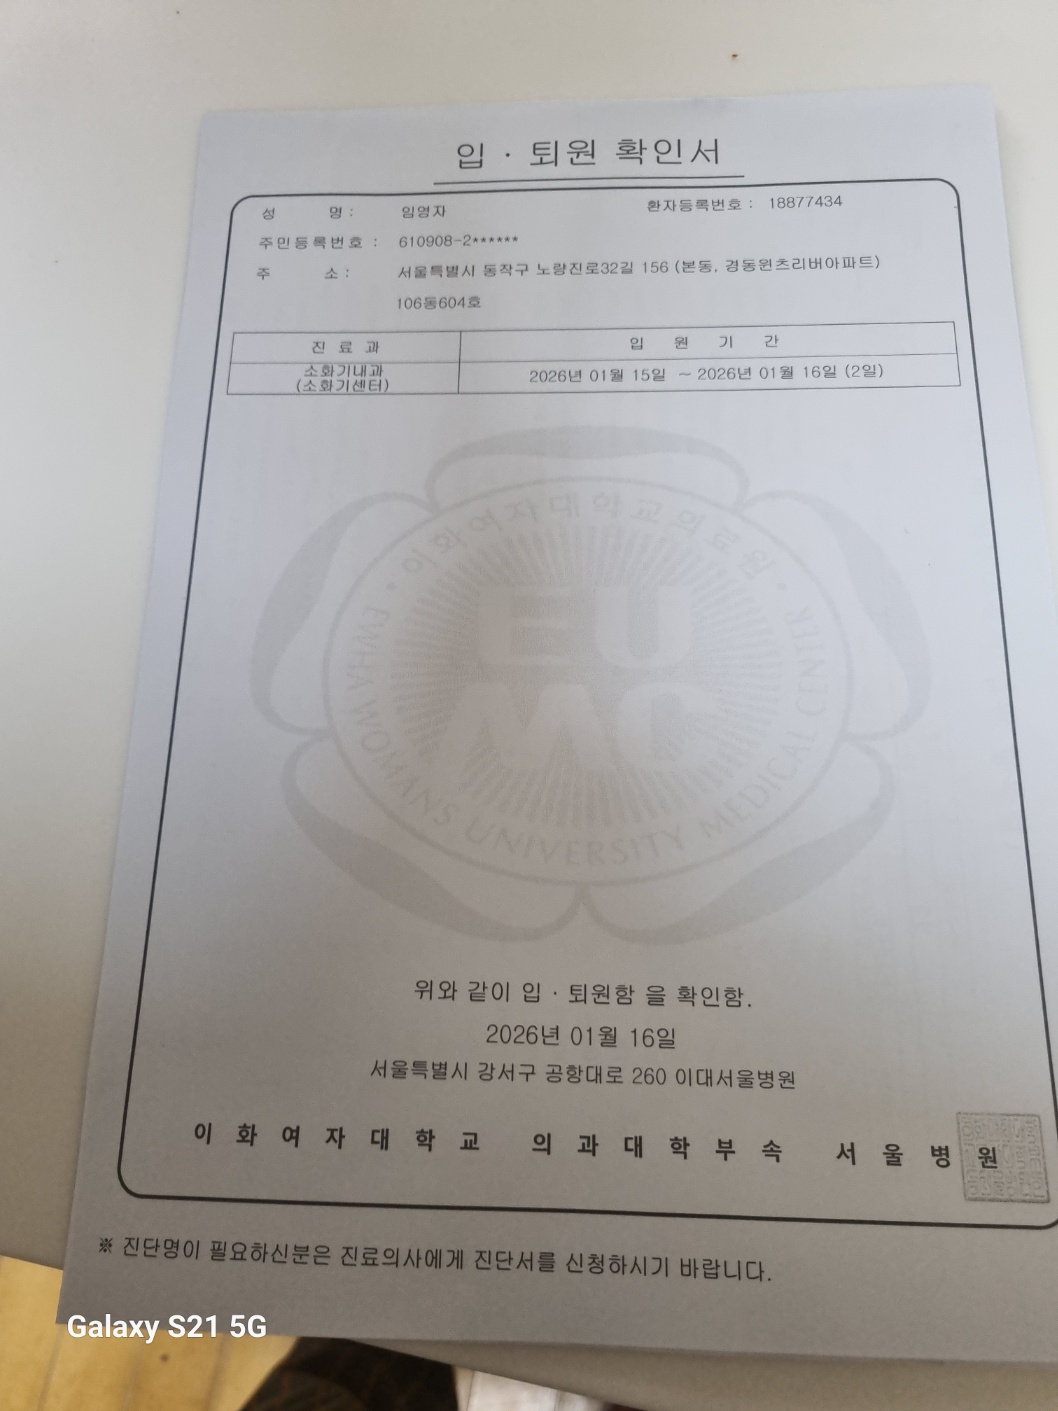 입 · 퇴원 확인서
성 명 : 임영자 환자등록번호 : 18877434
주민등록번호 : 610908-2******
주 소 : 서울특별시 동작구 노량진로32길 156 (본동, 경동윈츠리버아파트)
106동604호
진 료 과 입 원 기 간
소화기내과
(소화기센터) 2026년 01월 15일 ~ 2026년 01월 16일 (2일)
이화여자대학교의료원
EWHA WOMANS UNIVERSITY MEDICAL CENTER
EU
MC
위와 같이 입 · 퇴원함 을 확인함.
2026년 01월 16일
서울특별시 강서구 공항대로 260 이대서울병원
이 화 여 자 대 학 교 의 과 대 학 부 속 서 울 병 원
※ 진단명이 필요하신분은 진료의사에게 진단서를 신청하시기 바랍니다.
Galaxy S21 5G